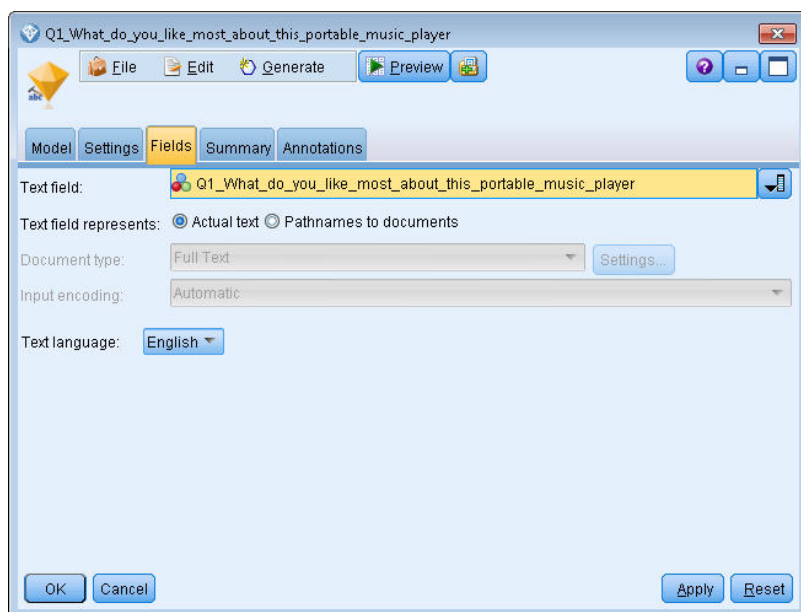 Q1_What_do_you_like_most_about_this_portable_music_player
File Edit Generate Preview
abc
Model Settings Fields Summary Annotations
Text field: Q1_What_do_you_like_most_about_this_portable_music_player
Text field represents: Actual text Pathnames to documents
Document type: Full Text Settings...
Input encoding: Automatic
Text language: English
OK Cancel Apply Reset